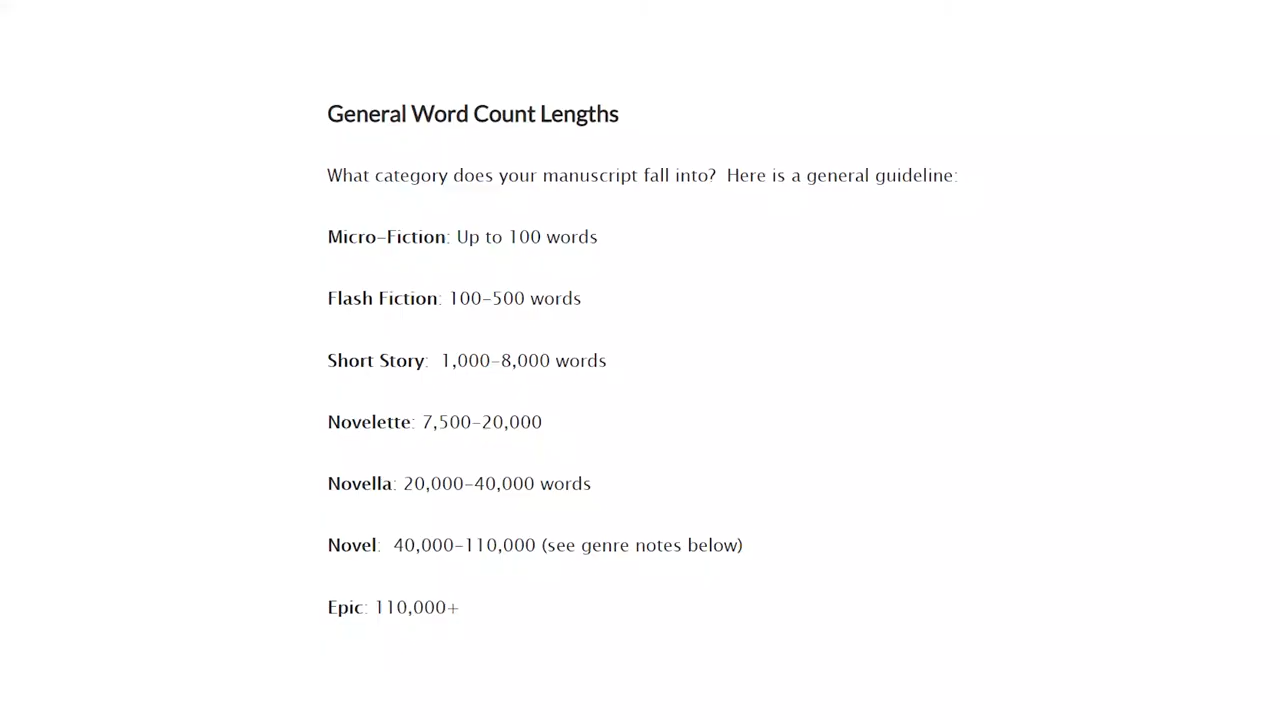 General Word Count Lengths
What category does your manuscript fall into?  Here is a general guideline:
Micro-Fiction: Up to 100 words
Flash Fiction: 100-500 words
Short Story:  1,000-8,000 words
Novelette: 7,500-20,000
Novella: 20,000-40,000 words
Novel:  40,000-110,000 (see genre notes below)
Epic: 110,000+